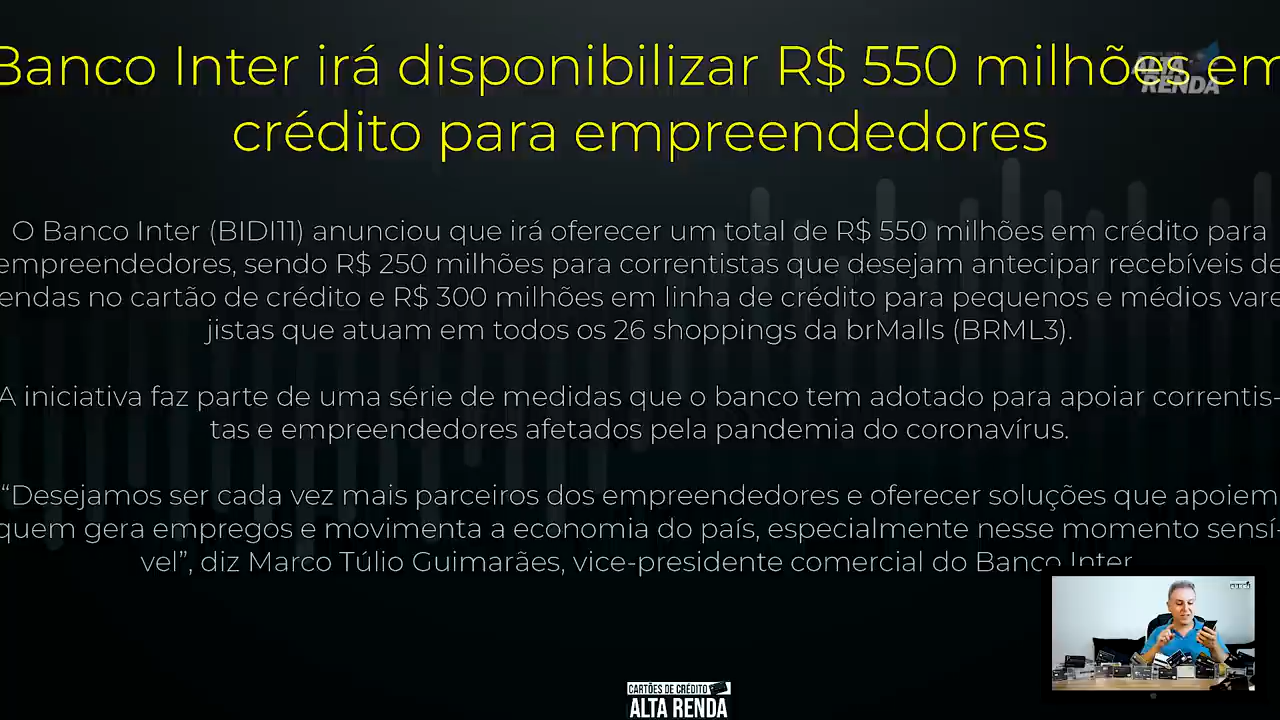 Banco Inter irá disponibilizar R$ 550 milhões em
crédito para empreendedores
ALTA
RENDA
O Banco Inter (BIDI11) anunciou que irá oferecer um total de R$ 550 milhões em crédito para
empreendedores, sendo R$ 250 milhões para correntistas que desejam antecipar recebíveis de
endas no cartão de crédito e R$ 300 milhões em linha de crédito para pequenos e médios vare
jistas que atuam em todos os 26 shoppings da brMalls (BRML3).
A iniciativa faz parte de uma série de medidas que o banco tem adotado para apoiar correntis-
tas e empreendedores afetados pela pandemia do coronavírus.
“Desejamos ser cada vez mais parceiros dos empreendedores e oferecer soluções que apoiem
quem gera empregos e movimenta a economia do país, especialmente nesse momento sensí-
vel”, diz Marco Túlio Guimarães, vice-presidente comercial do Banco Inter
CARTÕES DE CRÉDITO
ALTA RENDA